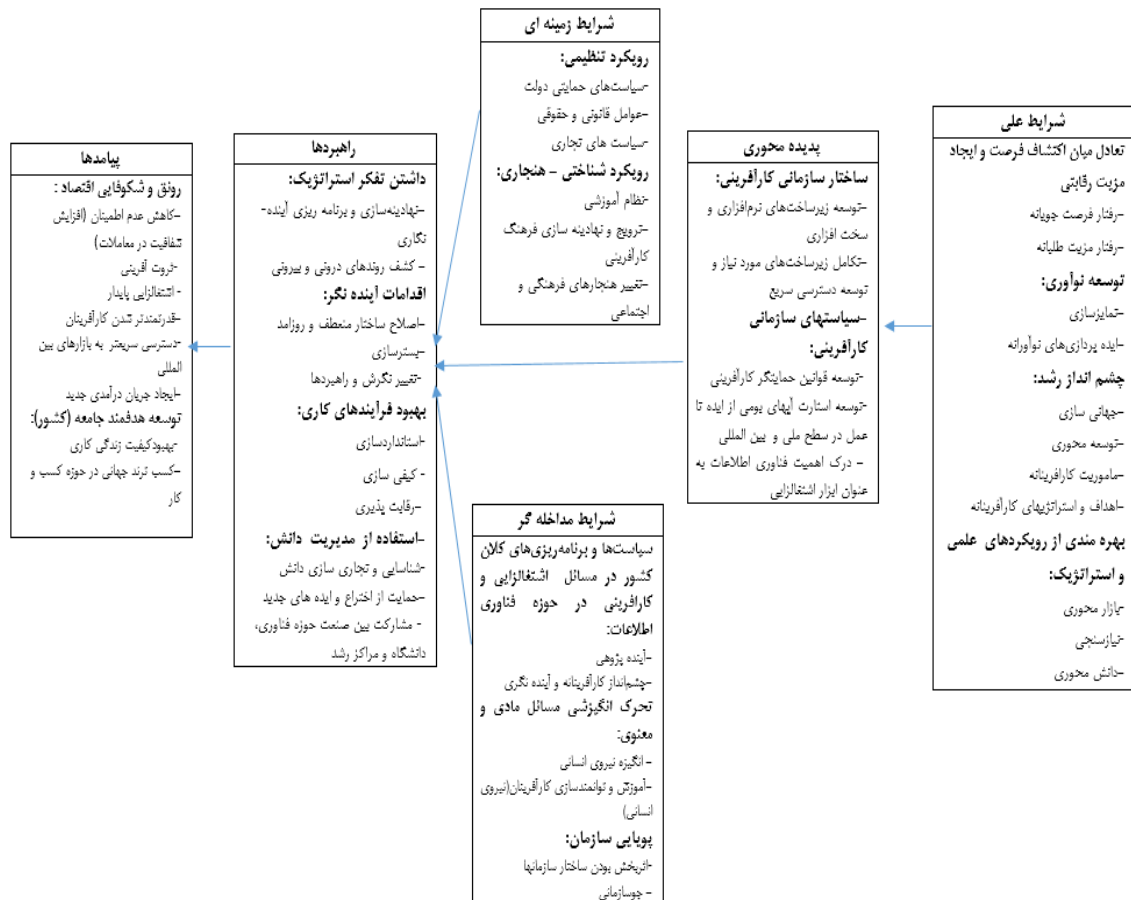 شرایط علی
تعادل میان اکتشاف فرصت و ایجاد
مزیت رقابتی
-رفتار فرصت جویانه
-رفتار مزیت طلبانه
توسعه نوآوری:
-تمایزسازی
-ایده پردازی‌های نوآورانه
چشم انداز رشد:
-جهانی سازی
-توسعه محوری
-ماموریت کارافرینانه
-اهداف و استراتژیهای کارآفرینانه
بهره مندی از رویکردهای علمی
و استراتژیک:
-بازار محوری
-نیازسنجی
-دانش محوری
پدیده محوری
ساختار سازمانی کارآفرینی:
-توسعه زیرساخت‌های نرم‌افزاری و
سخت افزاری
-تکامل زیرساخت‌های مورد نیاز و
توسعه دسترسی سریع
-سیاستهای سازمانی
کارآفرینی:
-توسعه قوانین حمایتگر کارآفرینی
-توسعه استارت آپهای بومی از ایده تا
عمل در سطح ملی و بین المللی
- درک اهمیت فناوری اطلاعات به
عنوان ابزار اشتغالزایی
شرایط زمینه ای
رویکرد تنظیمی:
-سیاست‌های حمایتی دولت
-عوامل قانونی و حقوقی
-سیاست های تجاری
رویکرد شناختی - هنجاری:
-نظام آموزشی
-ترویج و نهادینه سازی فرهنگ
کارآفرینی
-تغییر هنجارهای فرهنگی و
اجتماعی
شرایط مداخله گر
سیاست‌ها و برنامه‌ریزی‌های کلان
کشور در مسائل اشتغالزایی و
کارافرینی در حوزه فناوری
اطلاعات:
-آینده پژوهی
-چشم‌انداز کارآفرینانه و آینده نگری
تحرک انگیزشی مسائل مادی و
معنوی:
- انگیزه نیروی انسانی
-آموزش و توانمندسازی کارآفرینان(نیروی
انسانی)
پویایی سازمان:
-اثربخش بودن ساختار سازمانها
- جوسازمانی
راهبردها
داشتن تفکر استراتژیک:
-نهادینه‌سازی و برنامه ریزی آینده-
نگاری
- کشف روندهای درونی و بیرونی
اقدامات آینده نگر:
-اصلاح ساختار منعطف و روزامد
-بسترسازی
-تغییر نگرش و راهبردها
بهبود فرآیندهای کاری:
-استانداردسازی
- کیفی سازی
-رقابت پذیری
-استفاده از مدیریت دانش:
-شناسایی و تجاری سازی دانش
-حمایت از اختراع و ایده های جدید
- مشارکت بین صنعت حوزه فناوری،
دانشگاه و مراکز رشد
پیامدها
رونق و شکوفایی اقتصاد :
-کاهش عدم اطمینان (افزایش
شفافیت در معاملات)
-ثروت آفرینی
-اشتغالزایی پایدار
-قدرتمندتر شدن کارآفرینان
-دسترسی سریعتر به بازارهای بین
المللی
-ایجاد جریان درآمدی جدید
توسعه هدفمند جامعه (کشور):
-بهبودکیفیت زندگی کاری
-کسب ترند جهانی در حوزه کسب و
کار